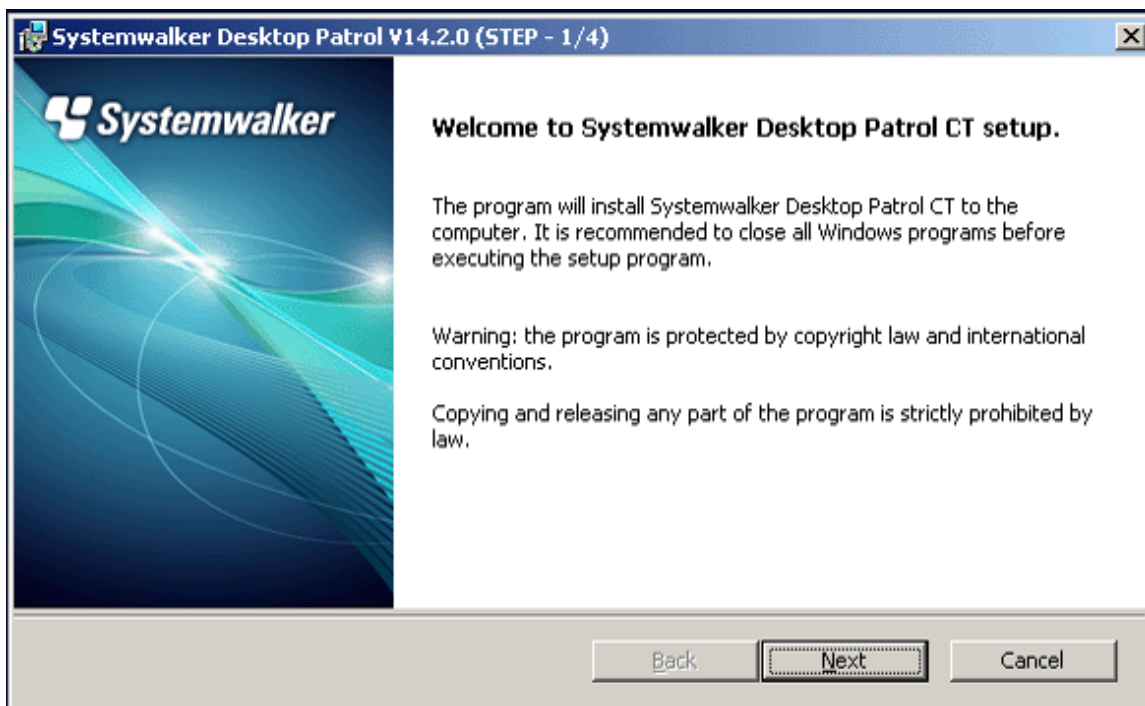 Systemwalker Desktop Patrol V14.2.0 (STEP - 1/4)
Systemwalker
Welcome to Systemwalker Desktop Patrol CT setup.
The program will install Systemwalker Desktop Patrol CT to the
computer. It is recommended to close all Windows programs before
executing the setup program.
Warning: the program is protected by copyright law and international
conventions.
Copying and releasing any part of the program is strictly prohibited by
law.
Back
Next
Cancel